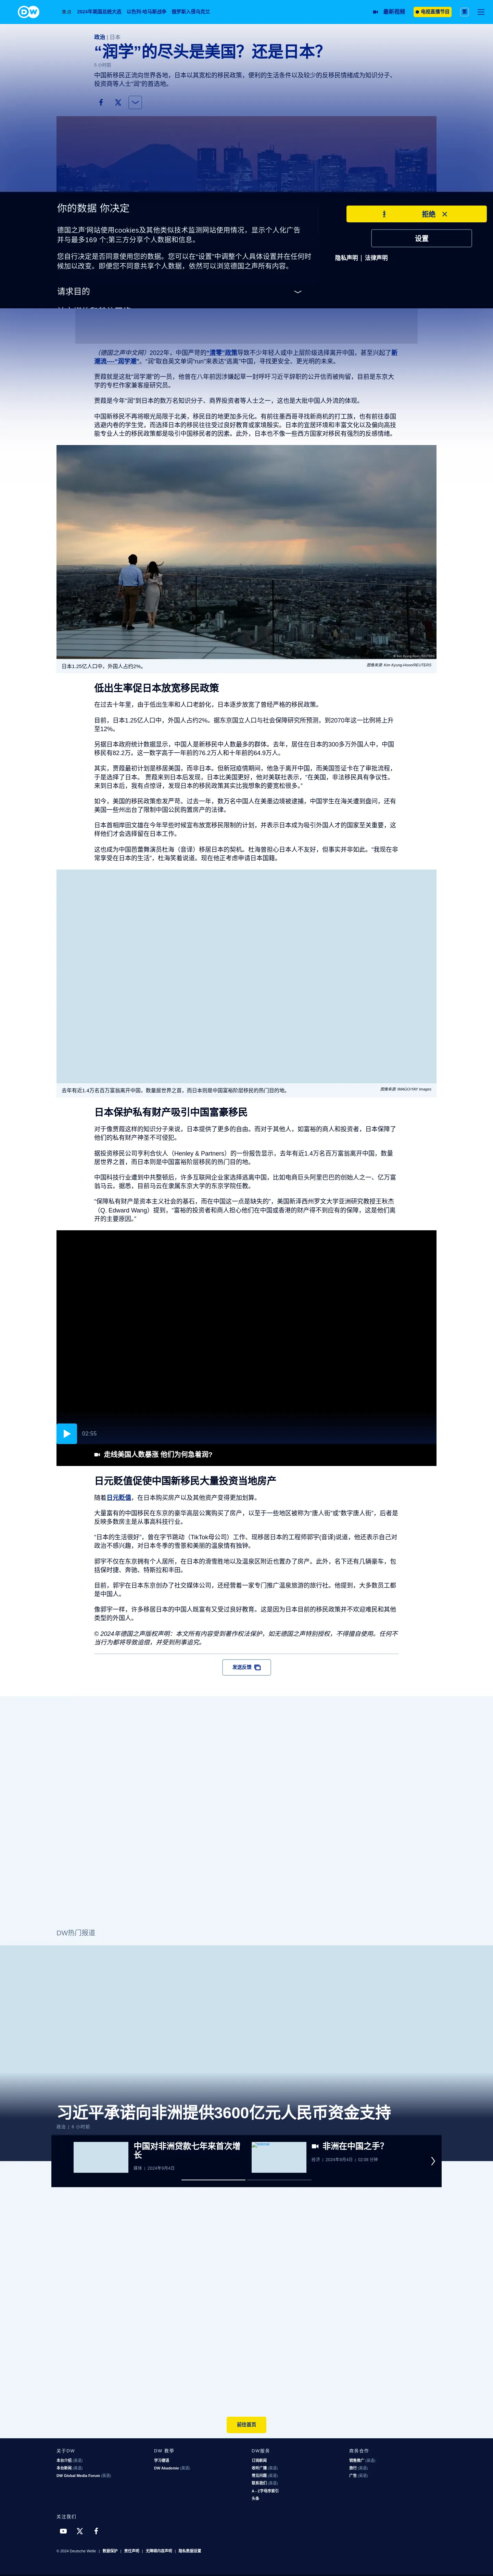 DW
焦点 2024年美国总统大选 以色列-哈马斯战争 俄罗斯入侵乌克兰
最新视频
电视直播节目
繁
政治 | 日本
“润学”的尽头是美国？还是日本？
5 小时前
中国新移民正流向世界各地，日本以其宽松的移民政策，便利的生活条件以及较少的反移民情绪成为知识分子、
投资商等人士“润”的首选地。
你的数据 你决定
德国之声网站使用cookies及其他类似技术监测网站使用情况，显示个人化广告
并与最多169 个;第三方分享个人数据和信息。
您自行决定是否同意使用您的数据。您可以在“设置”中调整个人具体设置并在任何时
候加以改变。即便您不同意共享个人数据，依然可以浏览德国之声所有内容。
请求目的
拒绝
设置
隐私声明 | 法律声明
（德国之声中文网）2022年，中国严苛的“清零”政策导致不少年轻人或中上层阶级选择离开中国，甚至兴起了新
潮流----“润学潮”。“润”取自英文单词“run”来表达“逃离”中国，寻找更安全、更光明的未来。
贾葭就是这批“润学潮”的一员，他曾在八年前因涉嫌起草一封呼吁习近平辞职的公开信而被拘留，目前是东京大
学的专栏作家兼客座研究员。
贾葭是今年“润”到日本的数万名知识分子、商界投资者等人士之一，这也是大批中国人外流的体现。
中国新移民不再将眼光局限于北美，移民目的地更加多元化。有前往墨西哥寻找新商机的打工族，也有前往泰国
逃避内卷的学生党，而选择日本的移民往往受过良好教育或家境殷实。日本的宜居环境和丰富文化以及偏向高技
能专业人士的移民政策都是吸引中国移民者的因素。此外，日本也不像一些西方国家对移民有强烈的反感情绪。
日本1.25亿人口中，外国人占约2%。
图像来源: Kim Kyung-Hoon/REUTERS
低出生率促日本放宽移民政策
在过去十年里，由于低出生率和人口老龄化，日本逐步放宽了曾经严格的移民政策。
目前，日本1.25亿人口中，外国人占约2%。据东京国立人口与社会保障研究所预测，到2070年这一比例将上升
至12%。
另据日本政府统计数据显示，中国人是新移民中人数最多的群体。去年，居住在日本的300多万外国人中，中国
移民有82.2万。这一数字高于一年前的76.2万人和十年前的64.9万人。
其实，贾葭最初计划是移居美国，而非日本。但新冠疫情期间，他急于离开中国，而美国签证卡在了审批流程，
于是选择了日本。 贾葭来到日本后发现，日本比美国更好，他对美联社表示，“在美国，非法移民具有争议性。
来到日本后，我有点惊讶，发现日本的移民政策其实比我想象的要宽松很多。”
如今，美国的移民政策愈发严苛。过去一年，数万名中国人在美墨边境被逮捕，中国学生在海关遭到盘问，还有
美国一些州出台了限制中国公民购置房产的法律。
日本首相岸田文雄在今年早些时候宣布放宽移民限制的计划，并表示日本成为吸引外国人才的国家至关重要，这
样他们才会选择留在日本工作。
这也成为中国芭蕾舞演员杜海（音译）移居日本的契机。杜海曾担心日本人不友好，但事实并非如此。“我现在非
常享受在日本的生活”，杜海笑着说道。现在他正考虑申请日本国籍。
去年有近1.4万名百万富翁离开中国，数量居世界之首。而日本则是中国富裕阶层移民的热门目的地。
图像来源: IMAGO/YAY Images
日本保护私有财产吸引中国富豪移民
对于像贾葭这样的知识分子来说，日本提供了更多的自由。而对于其他人，如富裕的商人和投资者，日本保障了
他们的私有财产神圣不可侵犯。
据投资移民公司亨利合伙人（Henley & Partners）的一份报告显示，去年有近1.4万名百万富翁离开中国，数量
居世界之首，而日本则是中国富裕阶层移民的热门目的地。
中国科技行业遭到中共整顿后，许多互联网企业家选择逃离中国，比如电商巨头阿里巴巴的创始人之一、亿万富
翁马云。据悉，前目前马云在隶属东京大学的东京学院任教。
“保障私有财产是资本主义社会的基石，而在中国这一点是缺失的”，美国新泽西州罗文大学亚洲研究教授王秋杰
（Q. Edward Wang）提到，“富裕的投资者和商人担心他们在中国或香港的财产得不到应有的保障，这是他们离
开的主要原因。”
02:55
走线美国人数暴涨 他们为何急着润?
日元贬值促使中国新移民大量投资当地房产
随着日元贬值，在日本购买房产以及其他资产变得更加划算。
大量富有的中国移民在东京的豪华高层公寓购买了房产，以至于一些地区被称为“唐人街”或“数字唐人街”，后者是
反映多数房主是从事高科技行业。
“日本的生活很好”，曾在字节跳动（TikTok母公司）工作、现移居日本的工程师郭宇(音译)说道，他还表示自己对
政治不感兴趣，对日本冬季的雪景和美丽的温泉情有独钟。
郭宇不仅在东京拥有个人居所，在日本的滑雪胜地以及温泉区附近也置办了房产。此外，名下还有几辆豪车，包
括保时捷、奔驰、特斯拉和丰田。
目前，郭宇在日本东京创办了社交媒体公司，还经营着一家专门推广温泉旅游的旅行社。他提到，大多数员工都
是中国人。
像郭宇一样，许多移居日本的中国人既富有又受过良好教育。这是因为日本目前的移民政策并不欢迎难民和其他
类型的外国人。
© 2024年德国之声版权声明：本文所有内容受到著作权法保护，如无德国之声特别授权，不得擅自使用。任何不
当行为都将导致追偿，并受到刑事追究。
发送反馈
DW热门报道
习近平承诺向非洲提供3600亿元人民币资金支持
政治 | 6 小时前
中国对非洲贷款七年来首次增
长
媒体 | 2024年9月4日
非洲在中国之手？
经济 | 2024年9月4日 | 02:08 分钟
前往首页
关于DW
本台介绍 (英语)
本台新闻 (英语)
DW Global Media Forum (英语)
DW 教学
学习德语
DW Akademie (英语)
DW服务
订阅新闻
收听广播 (英语)
常见问题 (英语)
联系我们 (英语)
A - Z字母序索引
头条
商务合作
销售推广 (英语)
旅行 (英语)
广告 (英语)
关注我们
© 2024 Deutsche Welle | 数据保护 | 责任声明 | 无障碍内容声明 | 隐私数据设置